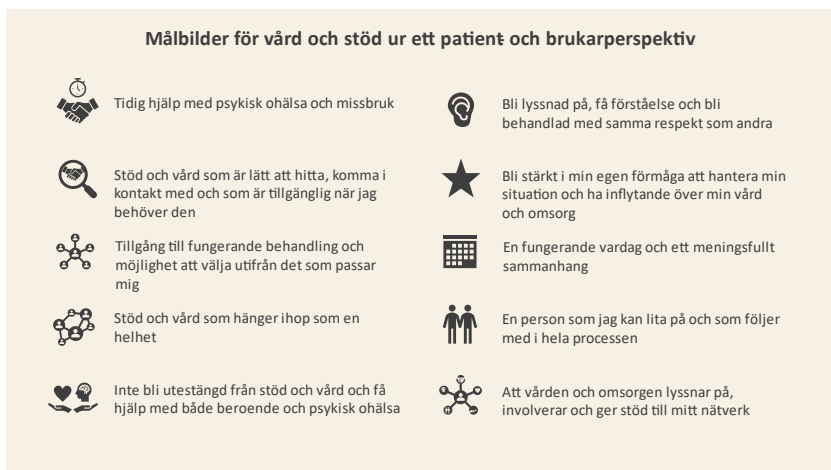 Målbilder för vård och stöd ur ett patient- och brukarperspektiv
Tidig hjälp med psykisk ohälsa och missbruk
Stöd och vård som är lätt att hitta, komma i
kontakt med och som är tillgänglig när jag
behöver den
Tillgång till fungerande behandling och
möjlighet att välja utifrån det som passar
mig
Stöd och vård som hänger ihop som en
helhet
Inte bli utestängd från stöd och vård och få
hjälp med både beroende och psykisk ohälsa
Bli lyssnad på, få förståelse och bli
behandlad med samma respekt som andra
Bli stärkt i min egen förmåga att hantera min
situation och ha inflytande över min vård
och omsorg
En fungerande vardag och ett meningsfullt
sammanhang
En person som jag kan lita på och som följer
med i hela processen
Att vården och omsorgen lyssnar på,
involverar och ger stöd till mitt nätverk